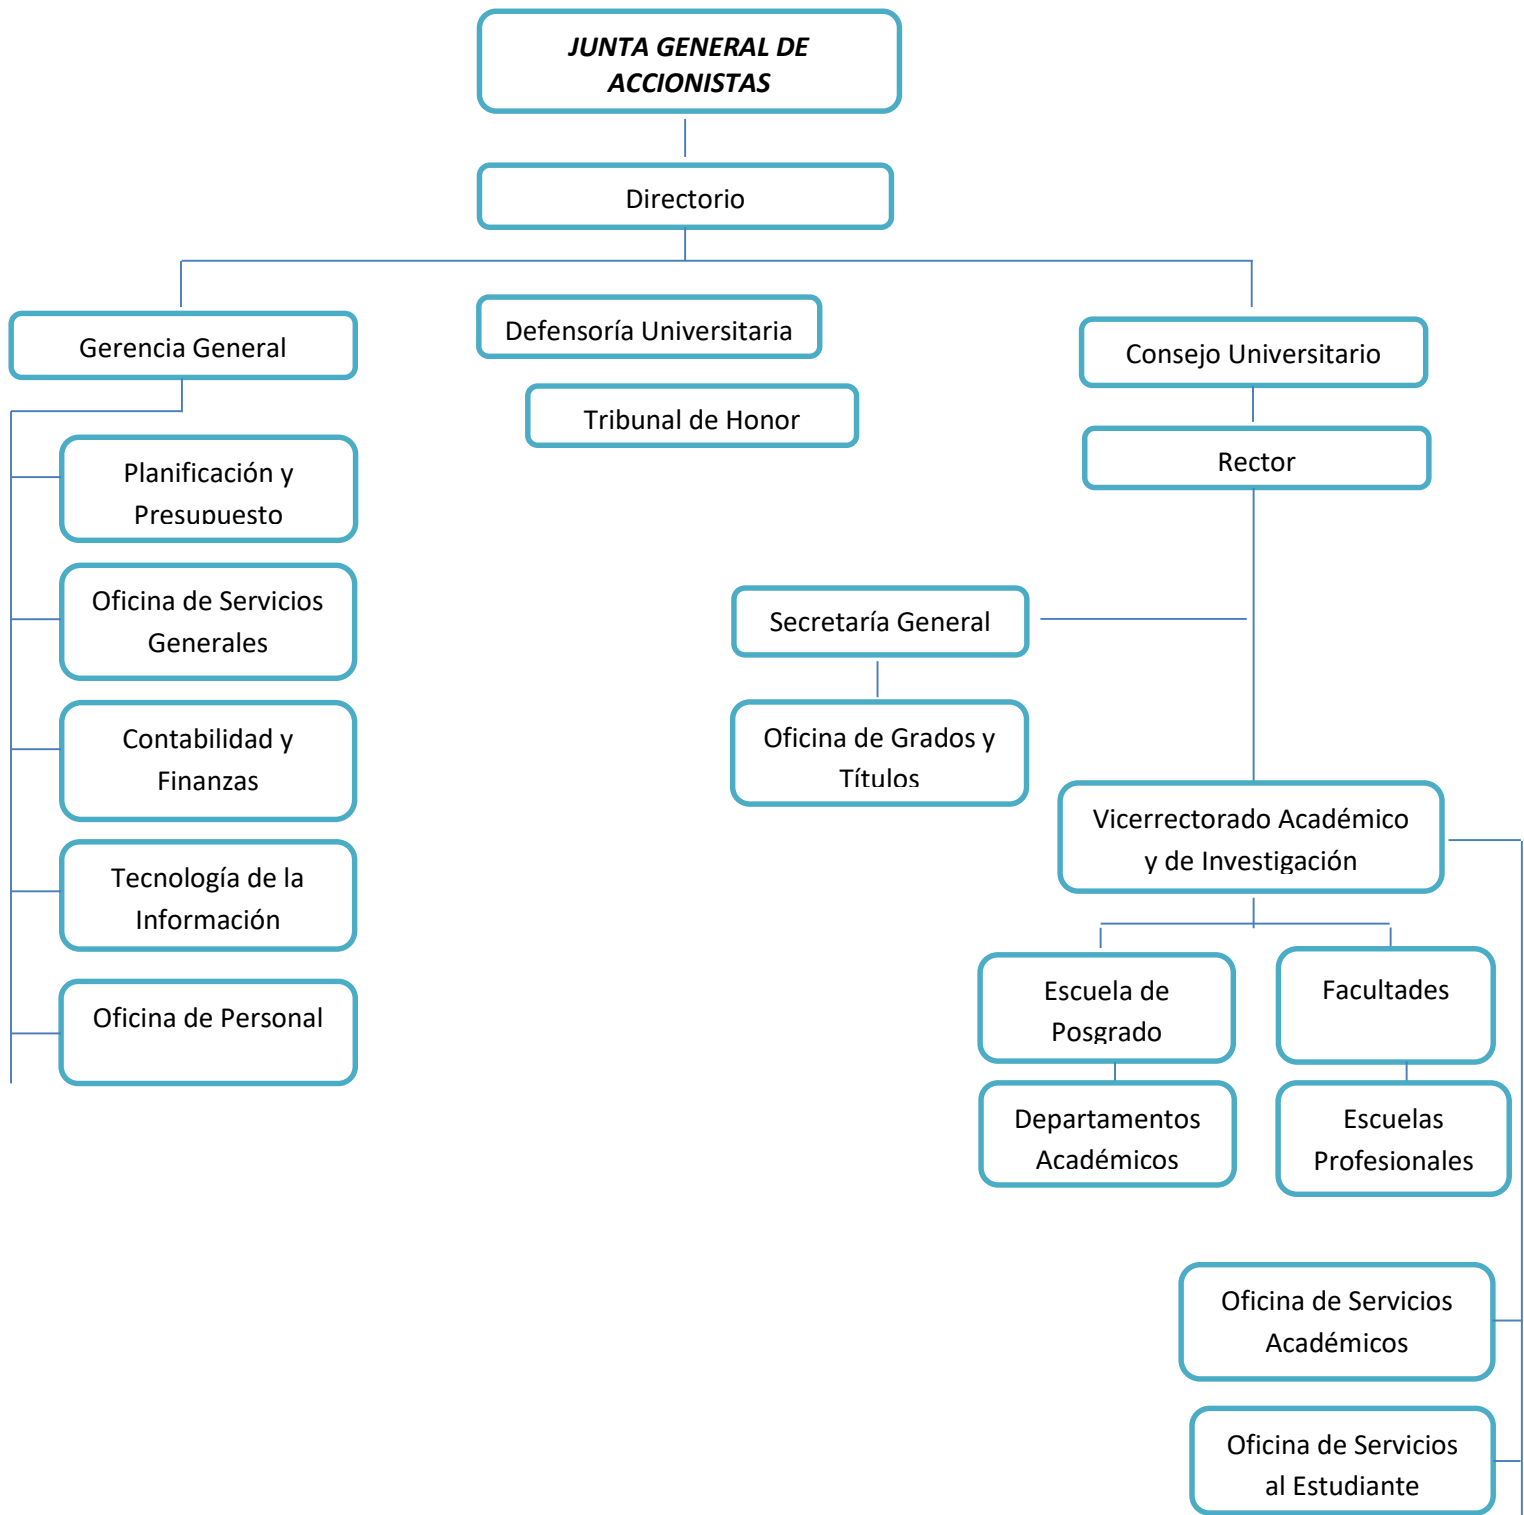 JUNTA GENERAL DE
ACCIONISTAS
Directorio
Gerencia General
Defensoría Universitaria
Consejo Universitario
Tribunal de Honor
Rector
Planificación y
Presupuesto
Oficina de Servicios
Generales
Contabilidad y
Finanzas
Tecnología de la
Información
Oficina de Personal
Secretaría General
Oficina de Grados y
Títulos
Vicerrectorado Académico
y de Investigación
Escuela de
Posgrado
Facultades
Departamentos
Académicos
Escuelas
Profesionales
Oficina de Servicios
Académicos
Oficina de Servicios
al Estudiante